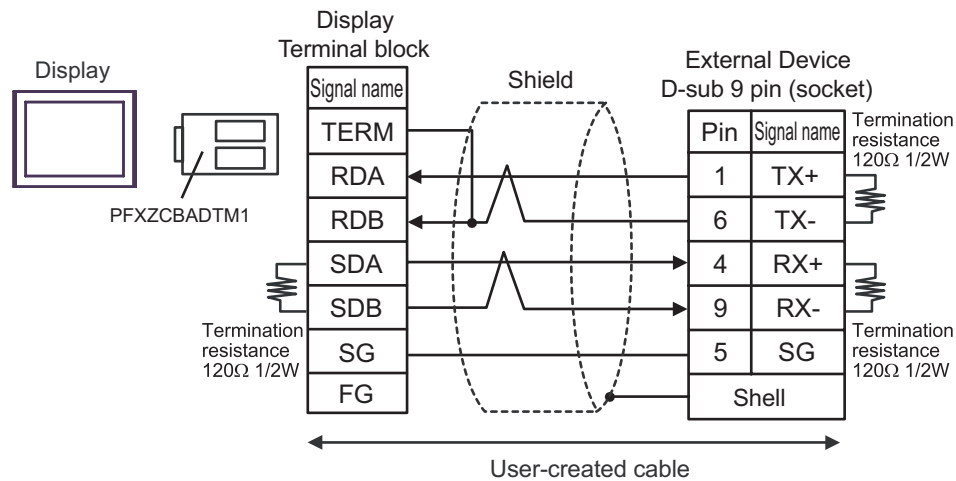 Display
PFXZCBADTM1
Display
Terminal block
Signal name
TERM
RDA
RDB
SDA
SDB
SG
FG
Termination
resistance
120Ω 1/2W
Shield
External Device
D-sub 9 pin (socket)
Pin Signal name
1 TX+
6 TX-
4 RX+
9 RX-
5 SG
Shell
Termination
resistance
120Ω 1/2W
Termination
resistance
120Ω 1/2W
User-created cable